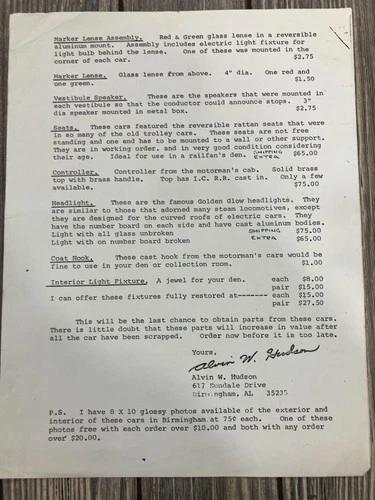 Marker Lense Assembly. Red & Green glass lense in a reversible
aluminum mount. Assembly includes electric light fixture for
light bulb behind the lense. One of these was mounted in the
corner of each car. $2.75
Marker Lense. Glass lense from above. 4" dia. One red and
one green. $1.50
Vestibule Speaker. These are the speakers that were mounted in
each vestibule so that the conductor could announce stops. 3"
dia speaker mounted in metal box. $2.75
Seats. These cars featured the reversible rattan seats that were
in so many of the old trolley cars. These seats are not free
standing and one end has to be mounted to a wall or other support.
They are in working order. and in very good condition considering
their age. Ideal for use in a railfan's den. SHIPPING EXTRA $65.00
Controller. Controller from the motorman's cab. Solid brass
top with brass handle. Top has I.C. R.R. cast in. Only a few
available. $75.00
Headlight. These are the famous Golden Glow headlights. They
are similar to those that adorned many steam locomotives, except
they are designed for the curved roofs of electric cars. They
have the number board on each side and have cast aluminum bodies.
Light with all glass unbroken SHIPPING $75.00
Light with on number board broken EXTRA $65.00
Coat Hook. These cast hook from the motorman's cars would be
fine to use in your den or collection room. $1.00
Interior Light Fixture. A jewel for your den. each $8.00
pair $15.00
I can offer these fixtures fully restored at------- each $15.00
pair $27.50
This will be the last chance to obtain parts from these cars.
There is little doubt that these parts will increase in value after
all the car have been scrapped. Order now before it is too late.
Yours,
Alvin W. Hudson
Alvin W. Hudson
617 Sundale Drive
Birmingham, AL 35235
P.S. I have 8 X 10 glossy photos available of the exterior and
interior of these cars in Birmingham at 75¢ each. One of these
photos free with each order over $10.00 and both with any order
over $20.00.